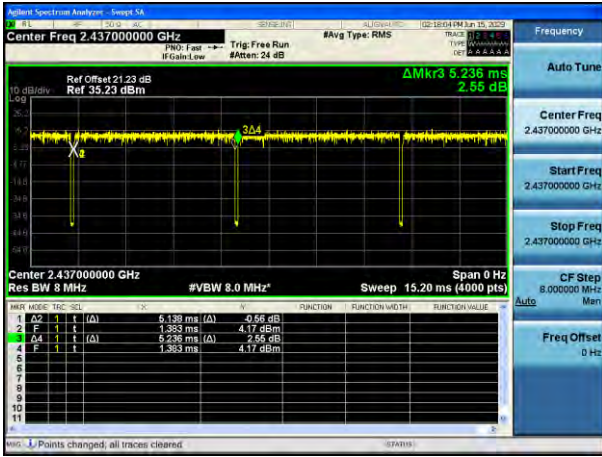 Agilent Spectrum Analyzer - Swept SA
RL RF 50 Ω AC SENSE:INT ALIGN AUTO 02:18:04 PM Jun 15, 2029
Center Freq 2.437000000 GHz
#Avg Type: RMS
TRACE 1 2 3 4 5 6
TYPE
DET A A A A A A
PNO: Fast Trig: Free Run
IFGain:Low #Atten: 24 dB
Ref Offset 21.23 dB
10 dB/div Ref 35.23 dBm
Log
ΔMkr3 5.236 ms
2.55 dB
3Δ4
Center 2.437000000 GHz Span 0 Hz
Res BW 8 MHz #VBW 8.0 MHz* Sweep 15.20 ms (4000 pts)
MKR MODE TRC SCL X Y FUNCTION FUNCTION WIDTH FUNCTION VALUE
1 Δ2 1 t (Δ) 5.138 ms (Δ) -0.56 dB
2 F 1 t 1.383 ms 4.17 dBm
3 Δ4 1 t (Δ) 5.236 ms (Δ) 2.55 dB
4 F 1 t 1.383 ms 4.17 dBm
5
6
7
8
9
10
11
MSG Points changed; all traces cleared STATUS
Frequency
Auto Tune
Center Freq
2.437000000 GHz
Start Freq
2.437000000 GHz
Stop Freq
2.437000000 GHz
CF Step
8.000000 MHz
Auto Man
Freq Offset
0 Hz